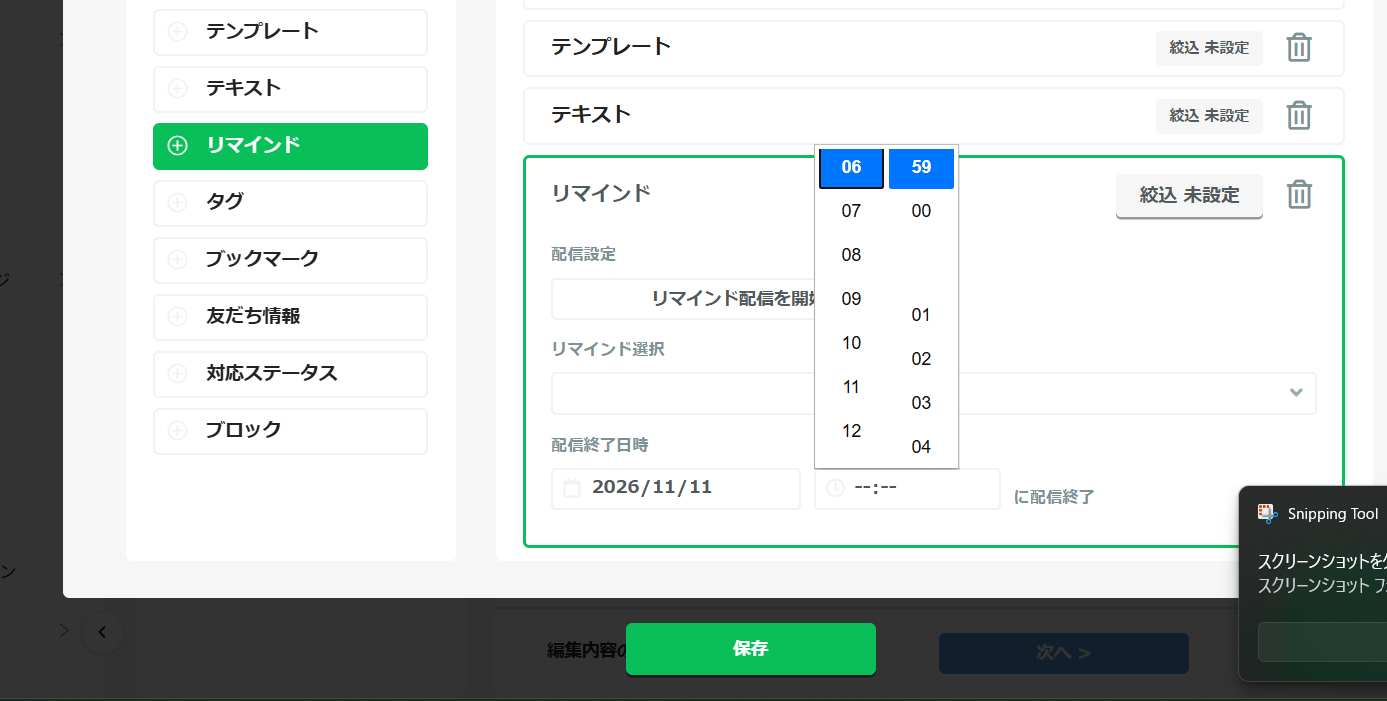 テンプレート
テキスト
リマインド
タグ
ブックマーク
友だち情報
対応ステータス
ブロック
テンプレート
絞込 未設定
テキスト
絞込 未設定
リマインド
絞込 未設定
配信設定
リマインド配信を開
リマインド選択
06 59
07 00
08
09
01
10
02
11
03
12
04
配信終了日時
2026/11/11
--:--
に配信終了
ジ
ン
編集内容の
保存
次へ >
Snipping Tool
スクリーンショットを
スクリーンショット フ